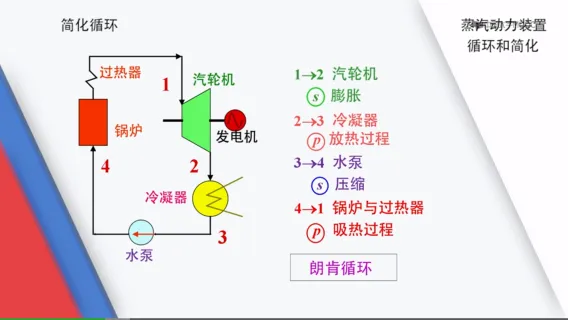 简化循环
蒸汽动力装置
循环和简化
过热器
汽轮机
1
锅炉
发电机
4
2
冷凝器
3
水泵
1→2 汽轮机
s 膨胀
2→3 冷凝器
p 放热过程
3→4 水泵
s 压缩
4→1 锅炉与过热器
p 吸热过程
朗肯循环